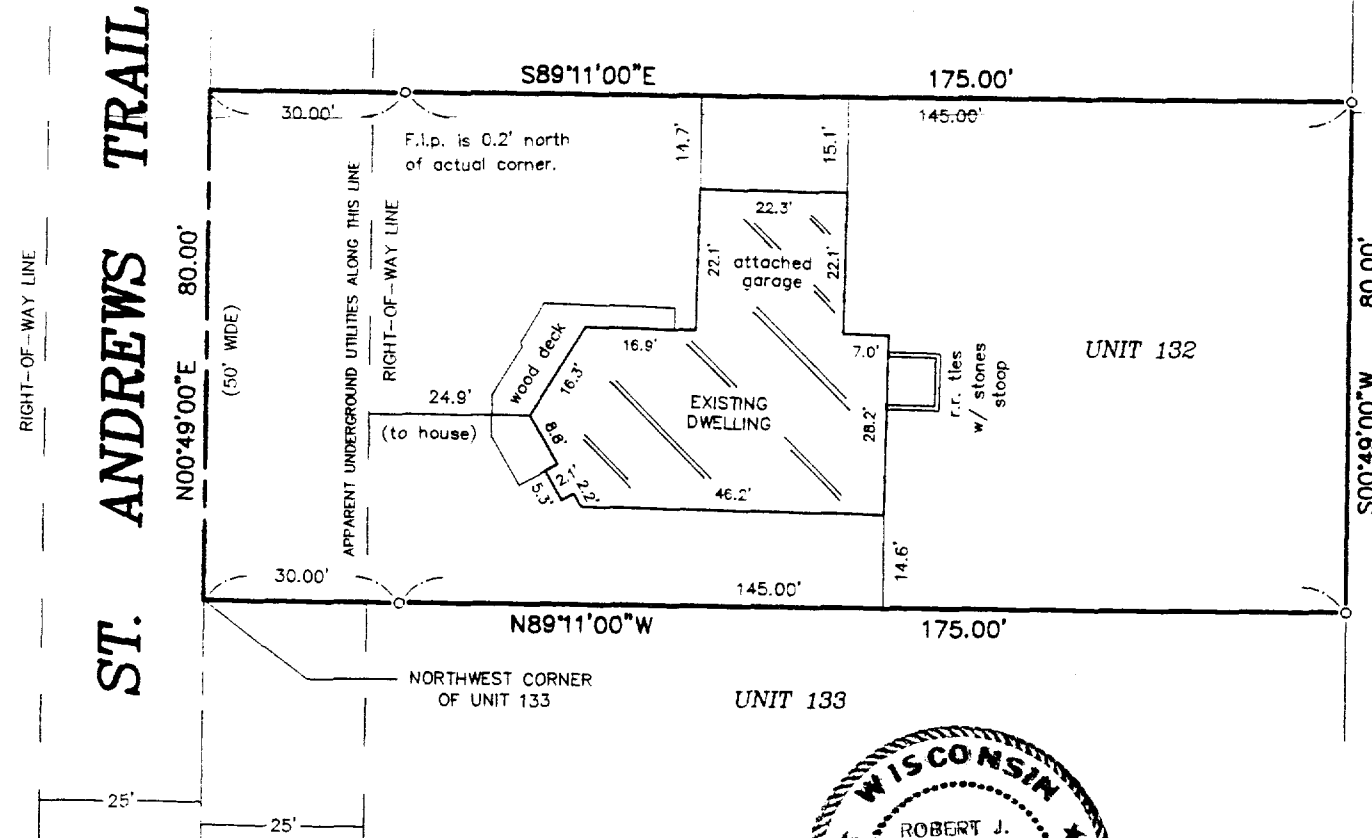 ST. ANDREWS TRAIL
RIGHT-OF-WAY LINE
N00°49'00"E 80.00'
(50' WIDE)
S89°11'00"E 175.00'
30.00'
145.00'
F.i.p. is 0.2' north
of actual corner.
APPARENT UNDERGROUND UTILITIES ALONG THIS LINE
RIGHT-OF-WAY LINE
14.7'
15.1'
22.3'
22.1'
attached
garage
22.1'
wood deck
16.9'
16.3'
7.0'
24.9'
(to house)
8.8'
EXISTING
DWELLING
28.2'
r.r. ties
w/ stones
stoop
UNIT 132
S00°49'00"W 80.00'
2.1'
2.2'
5.3'
46.2'
14.6'
30.00'
145.00'
N89°11'00"W 175.00'
NORTHWEST CORNER
OF UNIT 133
UNIT 133
25'
25'
WISCONSIN
ROBERT J.